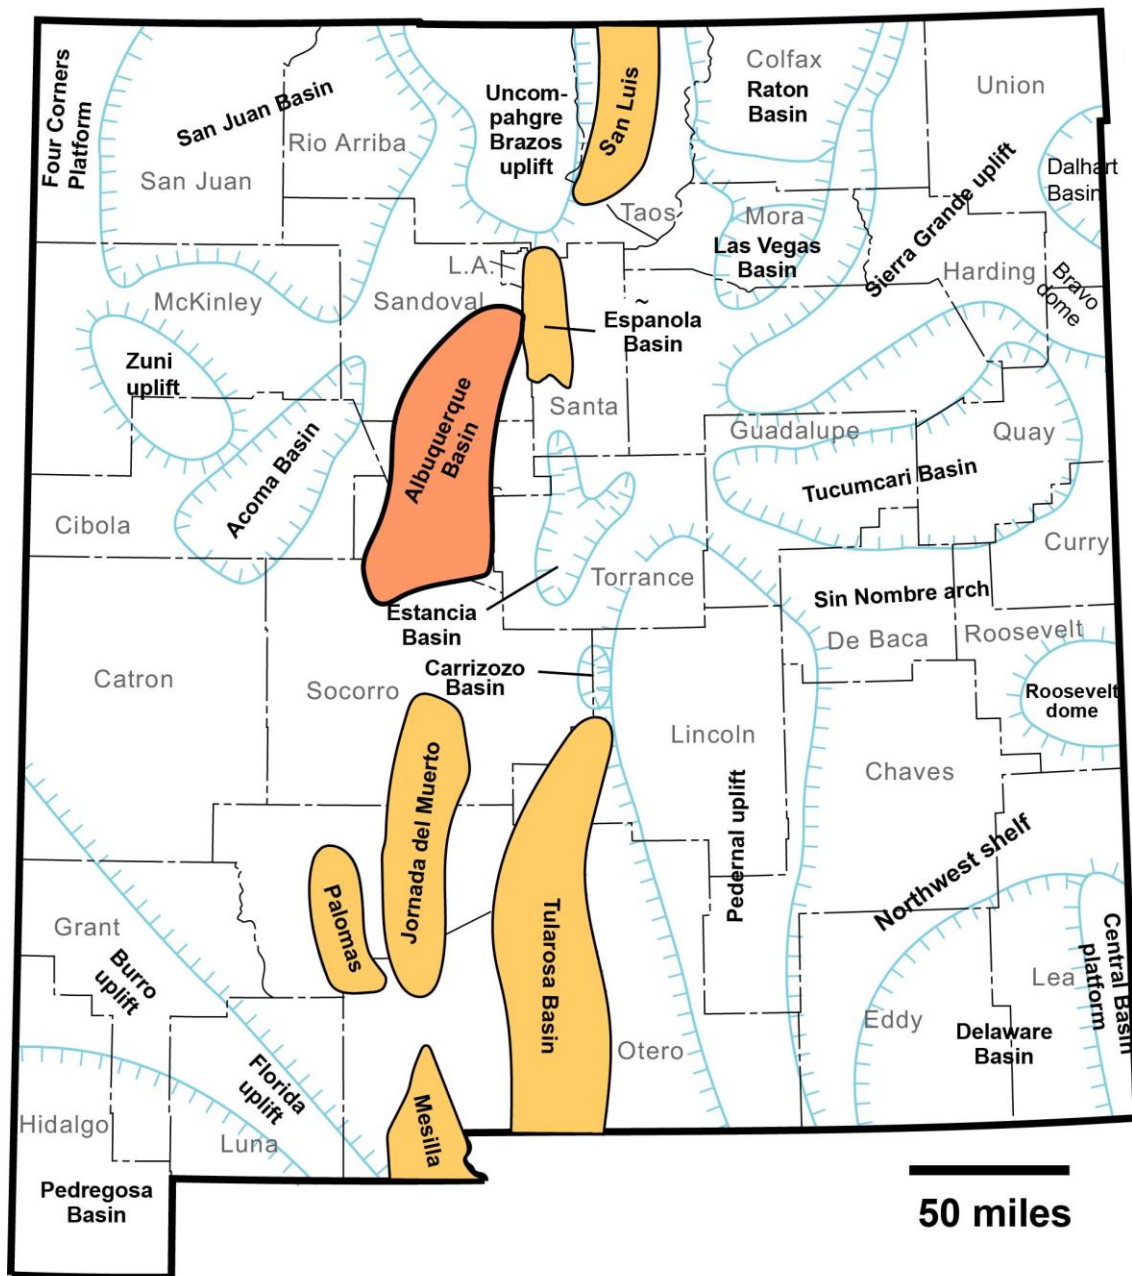 Four Corners
Platform
San Juan Basin
San Juan
Rio Arriba
Uncom-
pahgre
Brazos
uplift
San Luis
Colfax
Raton
Basin
Union
Dalhart
Basin
Taos
Mora
Las Vegas
Basin
Sierra Grande uplift
Harding
Bravo
dome
L.A.
McKinley
Sandoval
Española
Basin
Zuni
uplift
Acoma Basin
Albuquerque
Basin
Santa
Guadalupe
Quay
Tucumcari Basin
Cibola
Curry
Torrance
Estancia
Basin
Sin Nombre arch
De Baca
Roosevelt
Catron
Socorro
Carrizozo
Basin
Roosevelt
dome
Lincoln
Chaves
Jornada del Muerto
Pedernal uplift
Northwest shelf
Palomas
Tularosa Basin
Grant
Burro
uplift
Lea
Central Basin
platform
Eddy
Delaware
Basin
Otero
Florida
uplift
Mesilla
Hidalgo
Luna
Pedregosa
Basin
50 miles